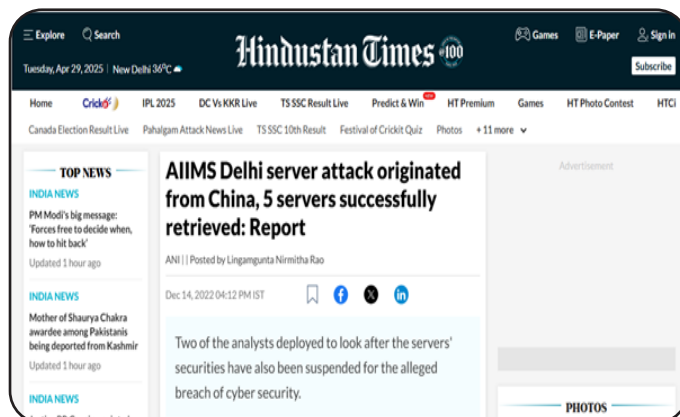 Explore Search
Hindustan Times 100
Games E-Paper Sign in
Tuesday, Apr 29, 2025 | New Delhi 36°C
Subscribe
Home Crickit IPL 2025 DC Vs KKR Live TS SSC Result Live Predict & Win HT Premium Games HT Photo Contest HTCi
Canada Election Result Live Pahalgam Attack News Live TS SSC 10th Result Festival of Crickit Quiz Photos + 11 more
TOP NEWS
INDIA NEWS
PM Modi's big message:
'Forces free to decide when,
how to hit back'
Updated 1 hour ago
INDIA NEWS
Mother of Shaurya Chakra
awardee among Pakistanis
being deported from Kashmir
Updated 1 hour ago
INDIA NEWS
AIIMS Delhi server attack originated
from China, 5 servers successfully
retrieved: Report
ANI | | Posted by Lingamgunta Nirmitha Rao
Dec 14, 2022 04:12 PM IST
f X in
Two of the analysts deployed to look after the servers'
securities have also been suspended for the alleged
breach of cyber security.
Advertisement
PHOTOS